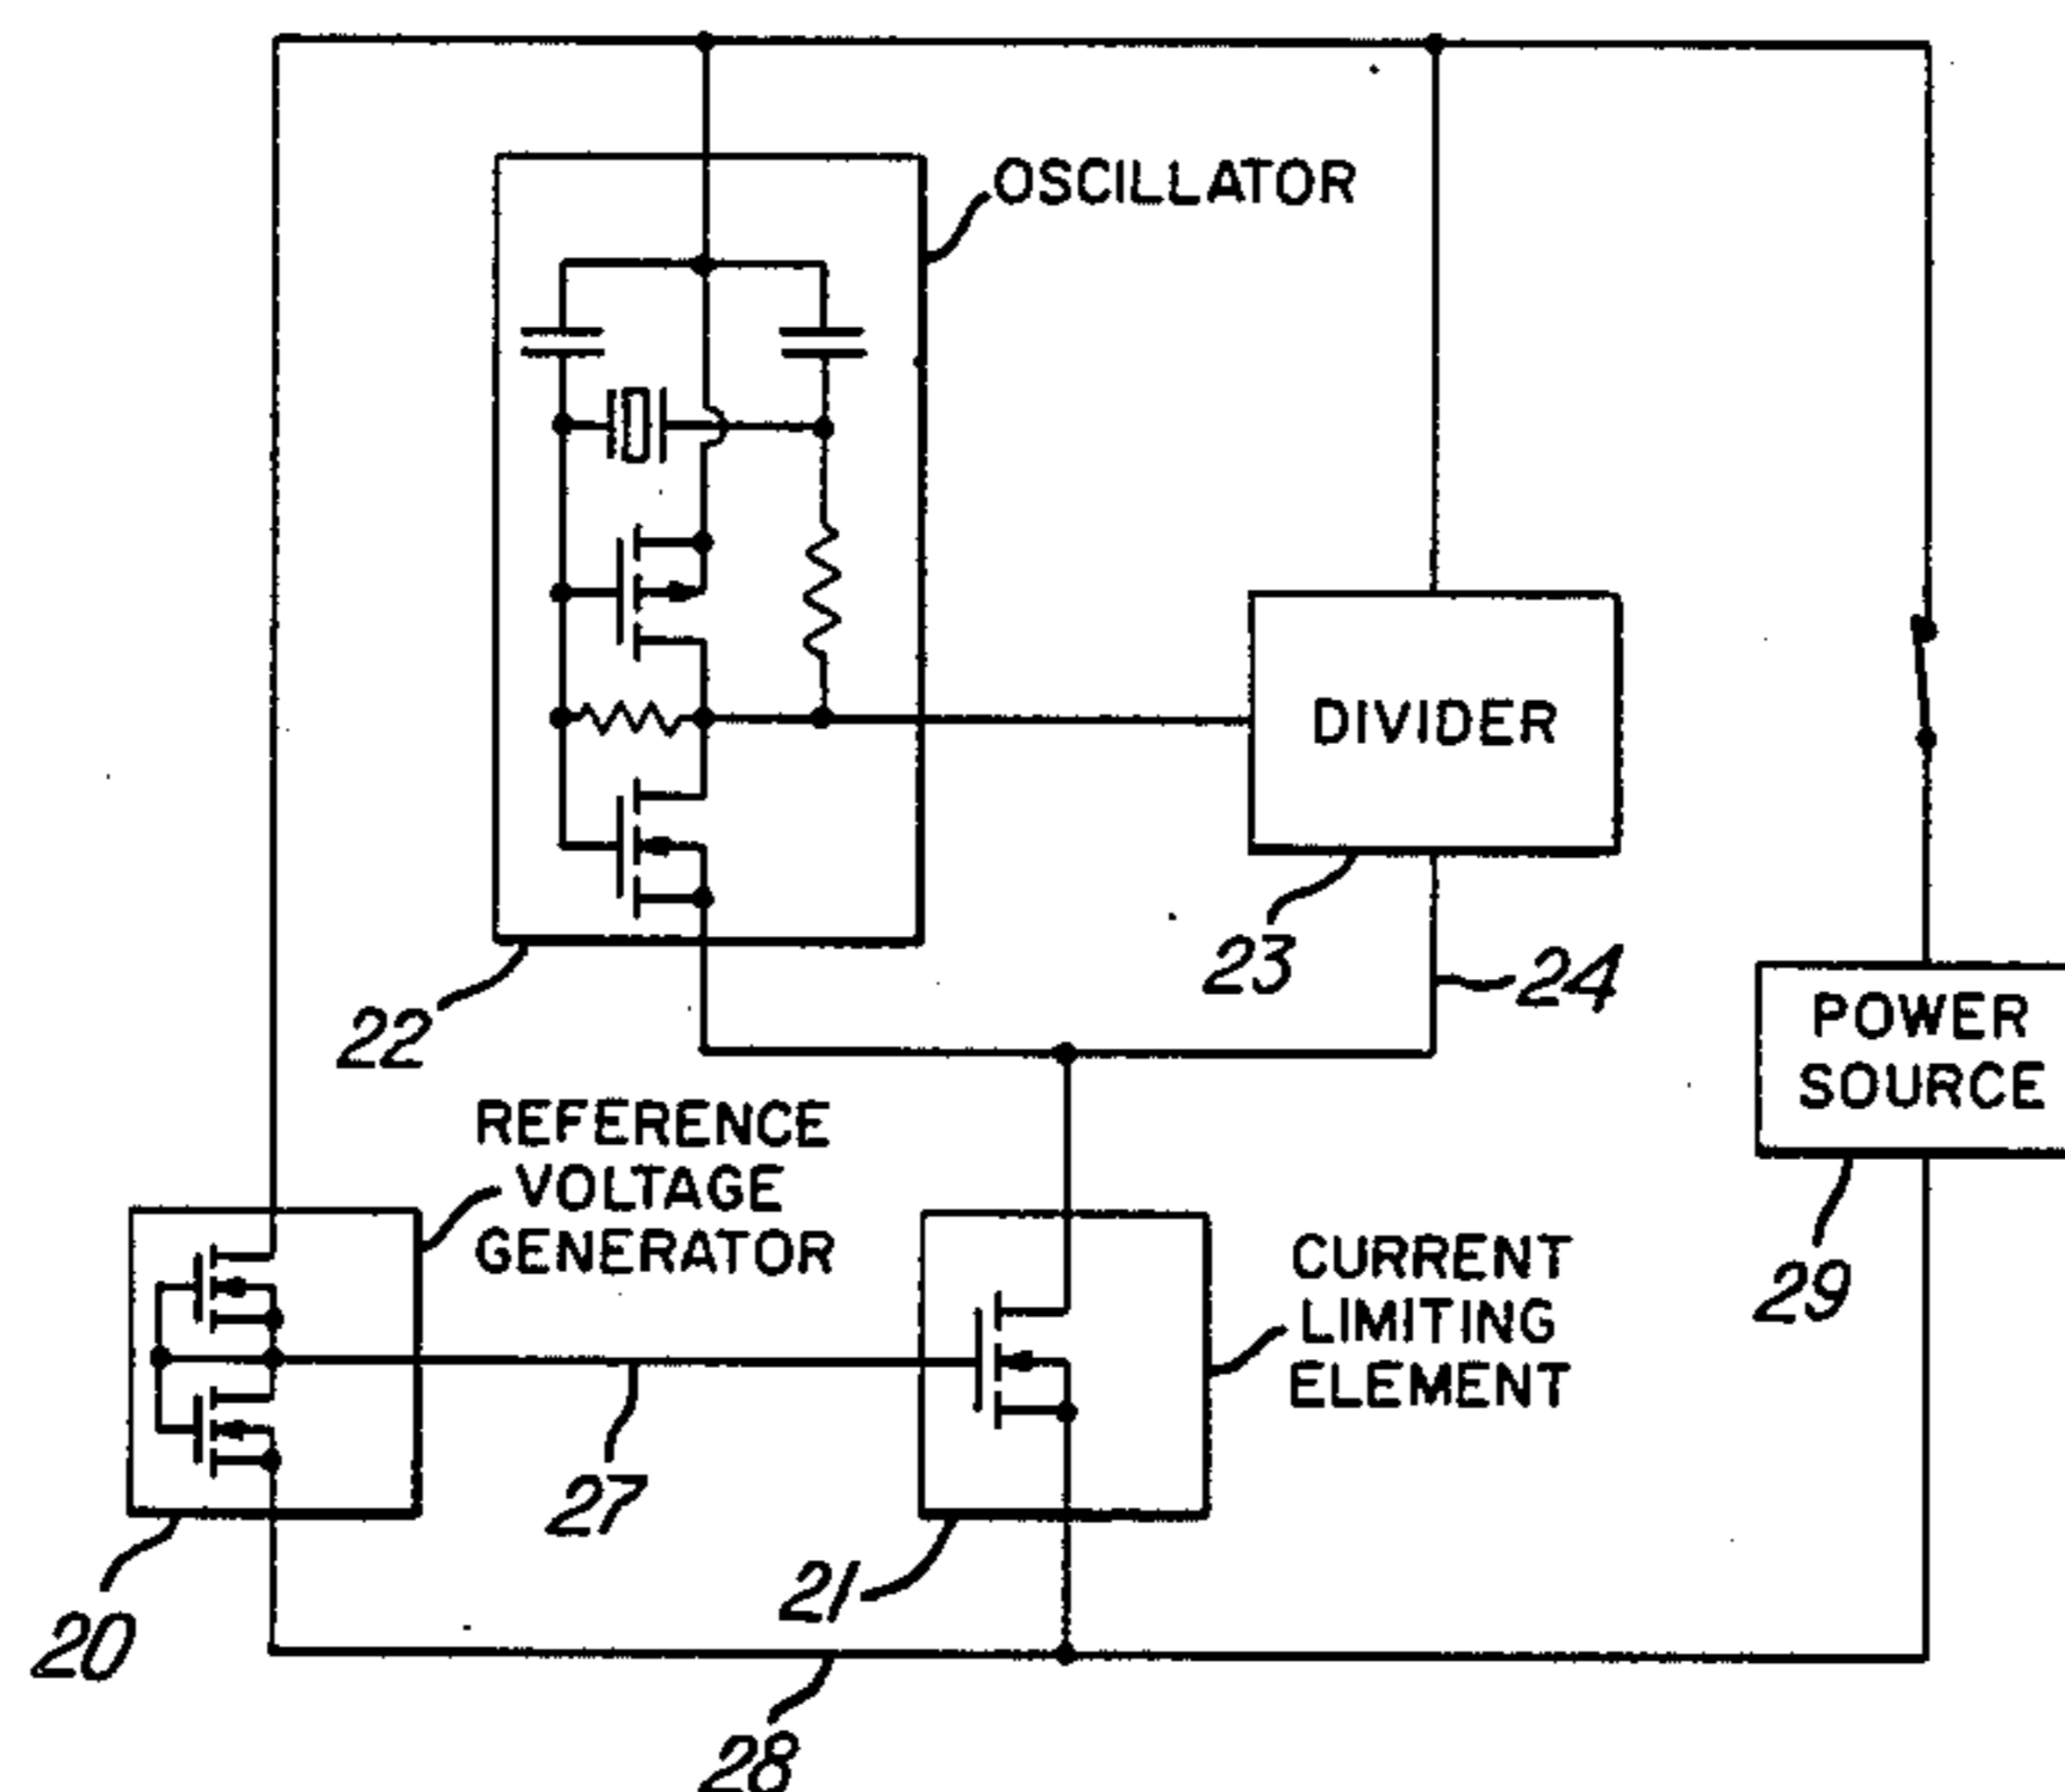 OSCILLATOR
DIVIDER
22
23
24
POWER
SOURCE
29
REFERENCE
VOLTAGE
GENERATOR
CURRENT
LIMITING
ELEMENT
27
21
20
28